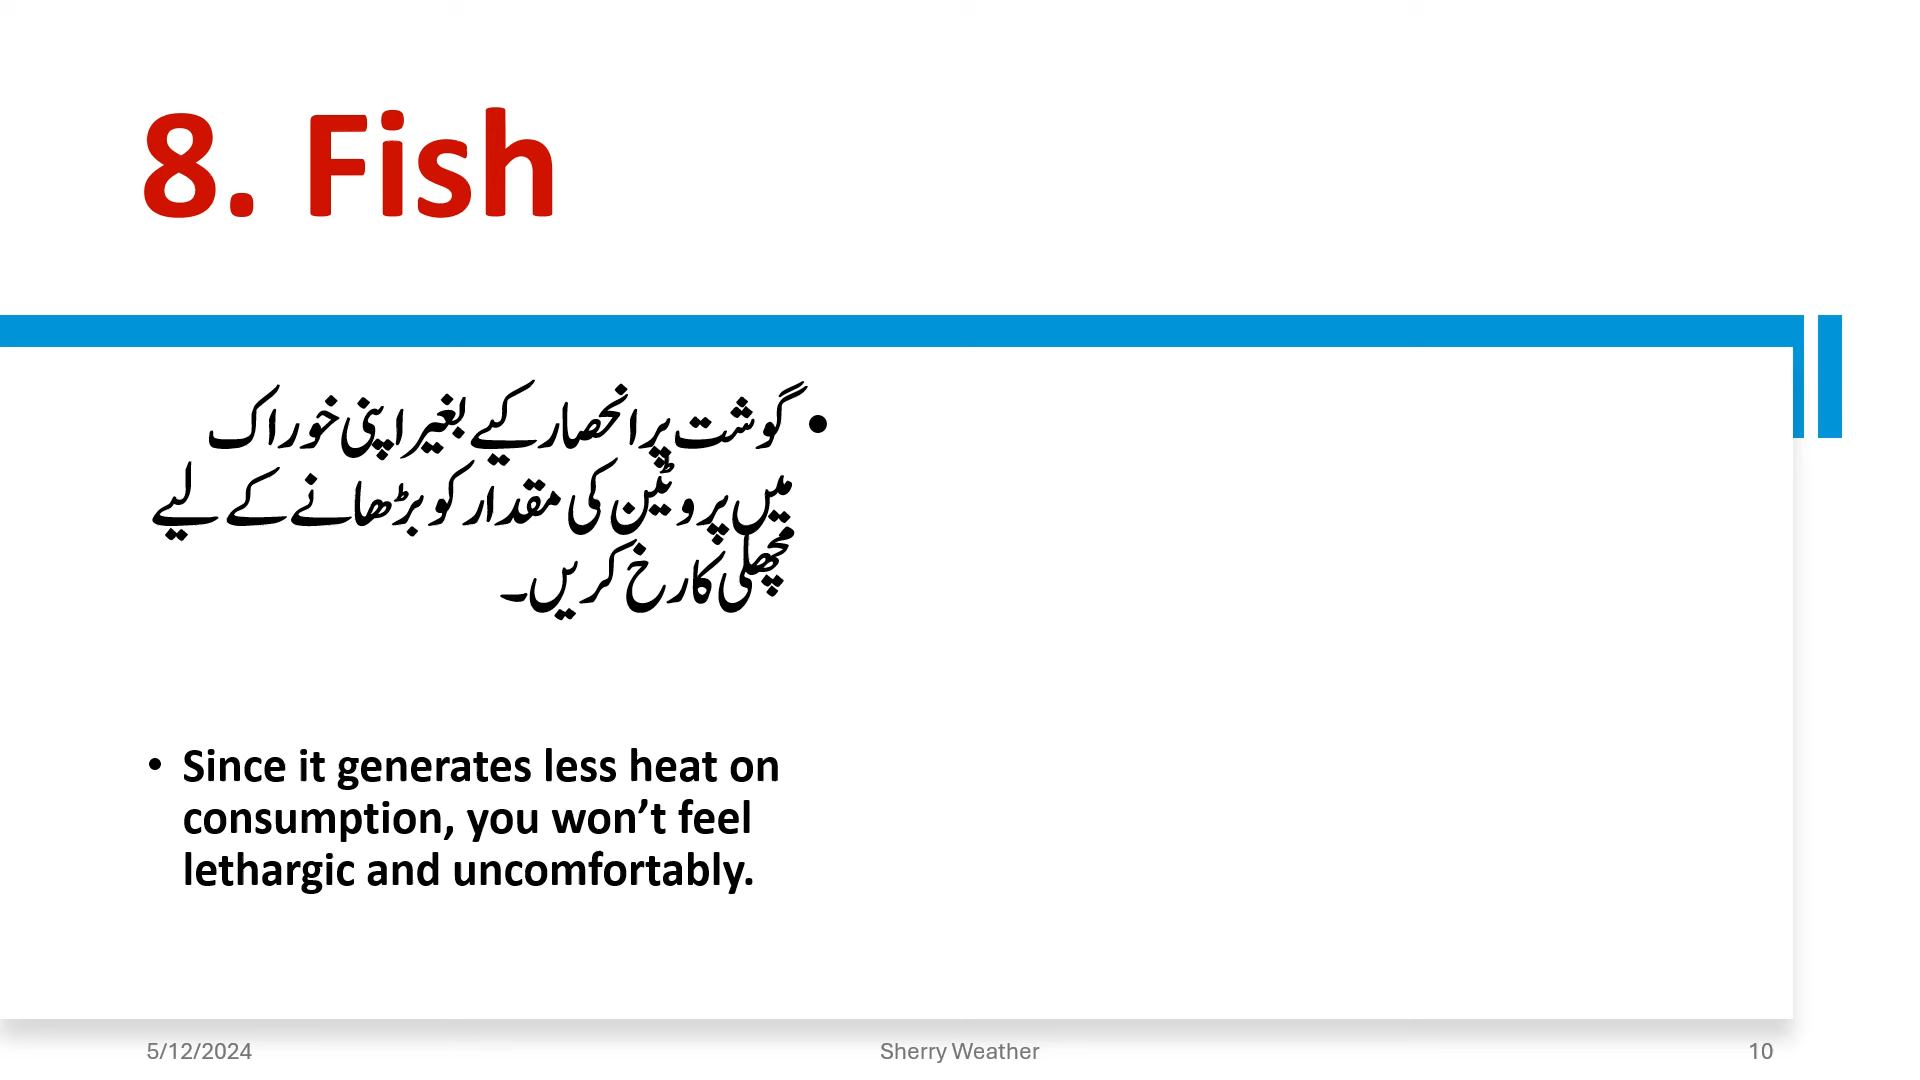 8. Fish
گوشت پر انحصار کیے بغیر اپنی خوراک
میں پروٹین کی مقدار کو بڑھانے کے لیے
مچھلی کا رخ کریں۔
Since it generates less heat on
consumption, you won’t feel
lethargic and uncomfortably.
5/12/2024
Sherry Weather
10